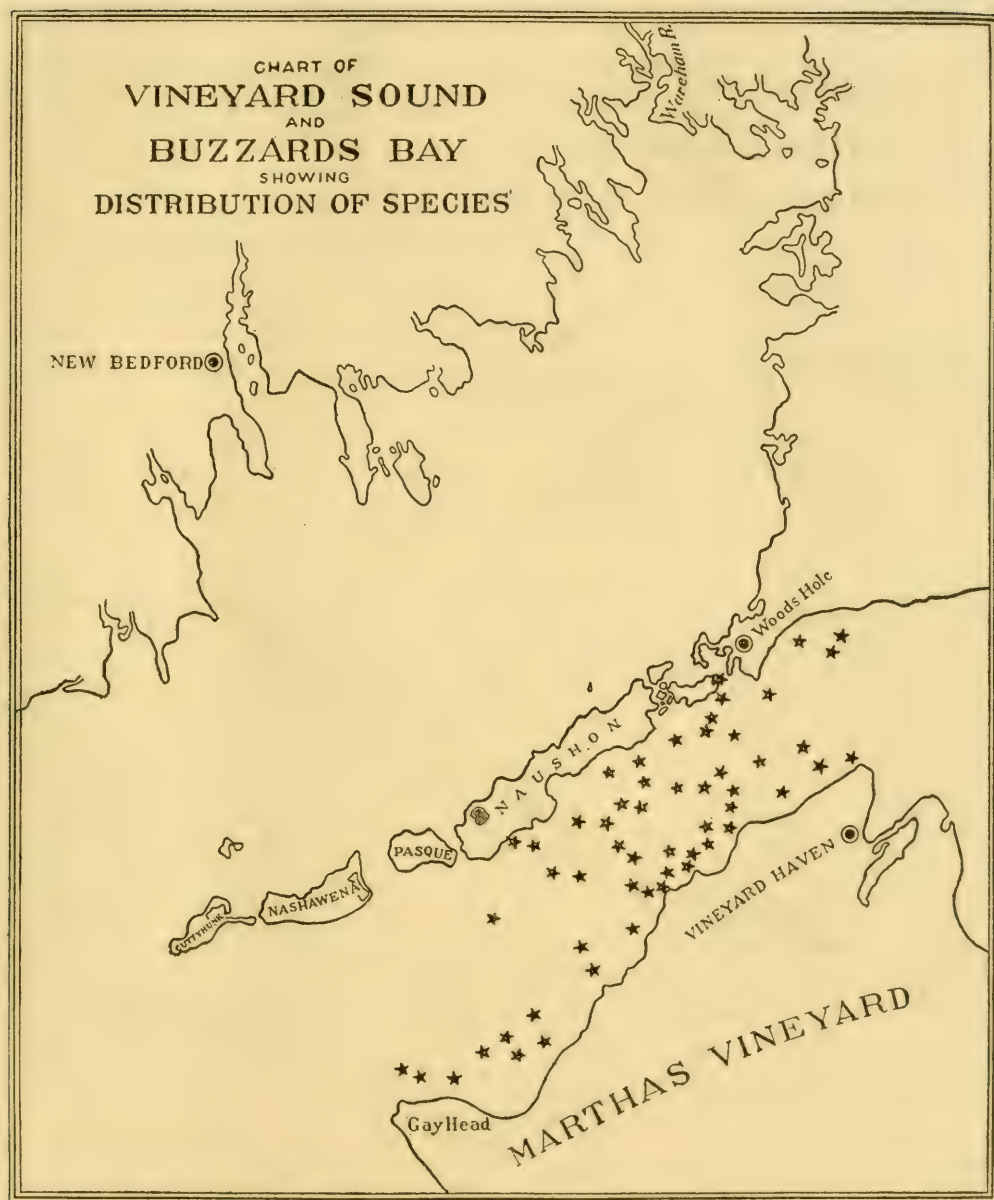 CHART OF
VINEYARD SOUND
AND
BUZZARDS BAY
SHOWING
DISTRIBUTION OF SPECIES
Wareham R.
NEW BEDFORD
Woods Hole
NAUSHON
PASQUE
NASHAWENA
CUTTYHUNK
VINEYARD HAVEN
MARTHAS VINEYARD
Gay Head